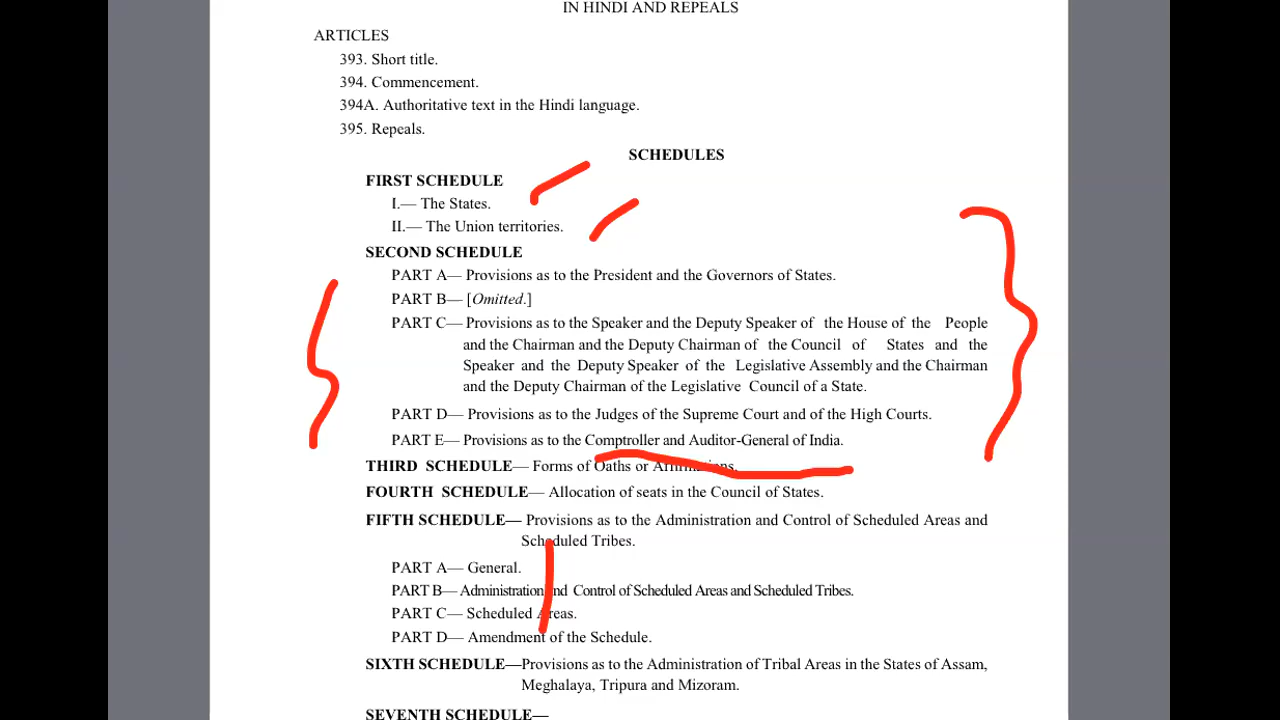 IN HINDI AND REPEALS
ARTICLES
393. Short title.
394. Commencement.
394A. Authoritative text in the Hindi language.
395. Repeals.
SCHEDULES
FIRST SCHEDULE
I.— The States.
II.— The Union territories.
SECOND SCHEDULE
PART A— Provisions as to the President and the Governors of States.
PART B— [Omitted.]
PART C— Provisions as to the Speaker and the Deputy Speaker of the House of the People
and the Chairman and the Deputy Chairman of the Council of States and the
Speaker and the Deputy Speaker of the Legislative Assembly and the Chairman
and the Deputy Chairman of the Legislative Council of a State.
PART D— Provisions as to the Judges of the Supreme Court and of the High Courts.
PART E— Provisions as to the Comptroller and Auditor-General of India.
THIRD SCHEDULE— Forms of Oaths or Affirmations.
FOURTH SCHEDULE— Allocation of seats in the Council of States.
FIFTH SCHEDULE— Provisions as to the Administration and Control of Scheduled Areas and
Scheduled Tribes.
PART A— General.
PART B— Administration and Control of Scheduled Areas and Scheduled Tribes.
PART C— Scheduled Areas.
PART D— Amendment of the Schedule.
SIXTH SCHEDULE—Provisions as to the Administration of Tribal Areas in the States of Assam,
Meghalaya, Tripura and Mizoram.
SEVENTH SCHEDULE—